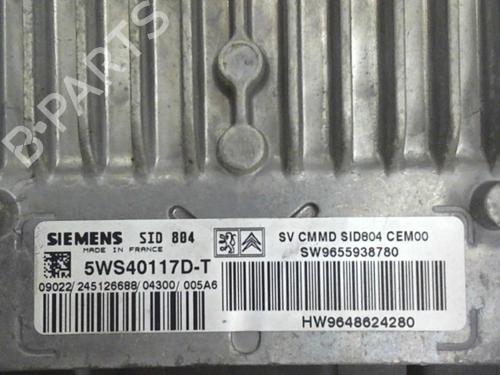 B-PARTS
SIEMENS SID 804
MADE IN FRANCE
5WS40117D-T
09022/245126688/04300/005A6
SV CMMD SID804 CEM00
SW9655938780
HW9648624280